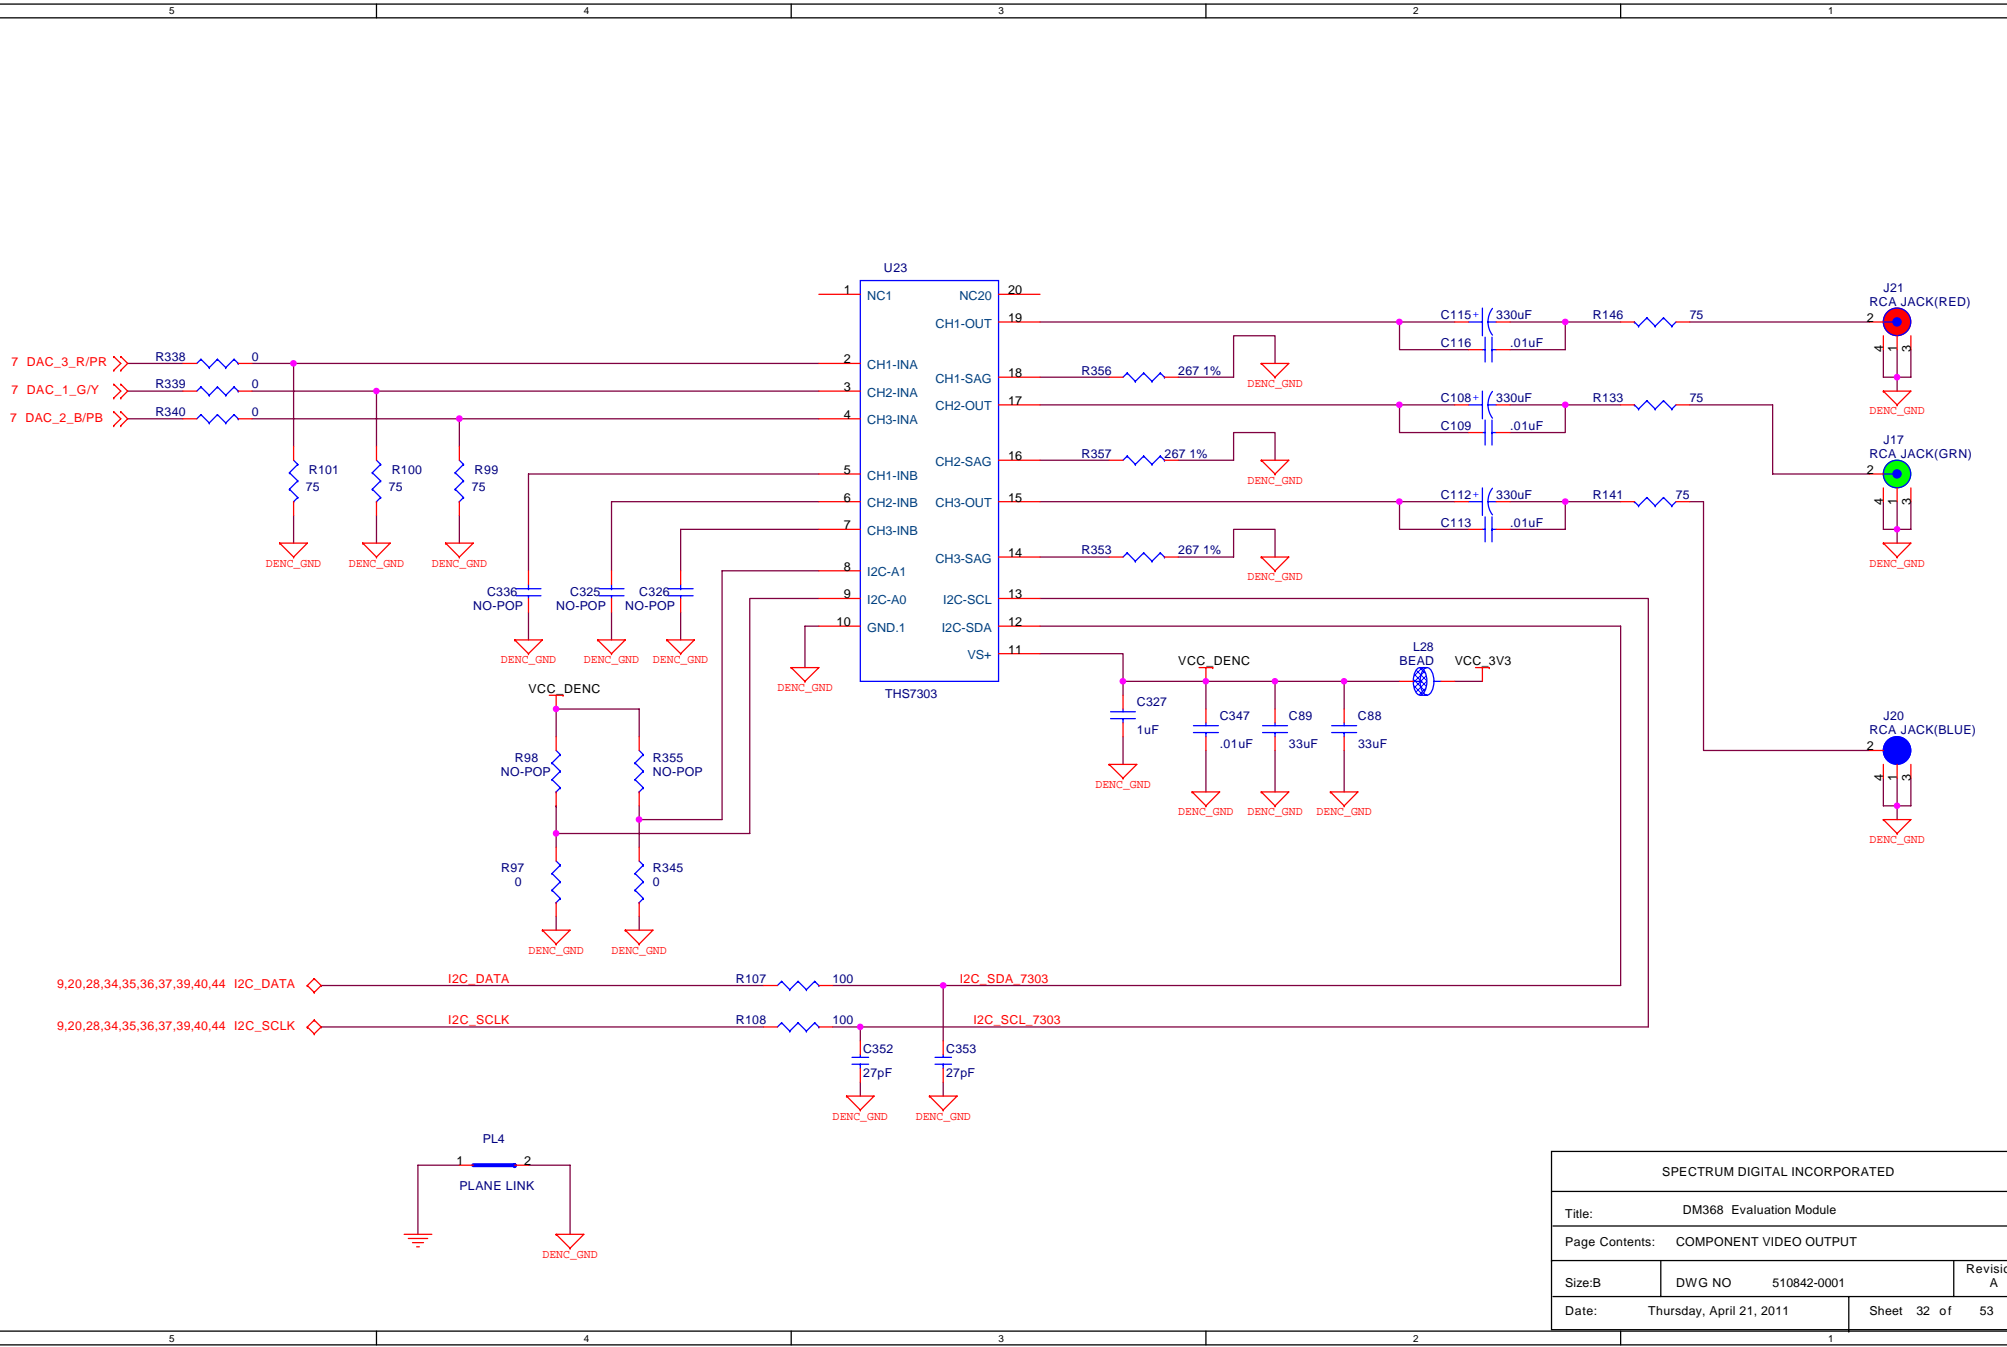 5 4 3 2 1
U23
1 NC1 NC20 20
CH1-OUT 19
2 CH1-INA
3 CH2-INA
4 CH3-INA
CH1-SAG 18
CH2-OUT 17
5 CH1-INB
6 CH2-INB
7 CH3-INB
CH2-SAG 16
CH3-OUT 15
CH3-SAG 14
8 I2C-A1
9 I2C-A0
10 GND.1
I2C-SCL 13
I2C-SDA 12
VS+ 11
THS7303
7 DAC_3_R/PR R338 0
7 DAC_1_G/Y R339 0
7 DAC_2_B/PB R340 0
R101
75
R100
75
R99
75
DENC_GND DENC_GND DENC_GND
C336
NO-POP
C325
NO-POP
C326
NO-POP
DENC_GND DENC_GND DENC_GND
DENC_GND
R356 267 1%
DENC_GND
R357 267 1%
DENC_GND
R353 267 1%
DENC_GND
C115 + 330uF R146 75
C116 .01uF
C108 + 330uF R133 75
C109 .01uF
C112 + 330uF R141 75
C113 .01uF
J21
RCA JACK(RED)
2
4 1 3
DENC_GND
J17
RCA JACK(GRN)
2
4 1 3
DENC_GND
J20
RCA JACK(BLUE)
2
4 1 3
DENC_GND
VCC_DENC
L28
BEAD
VCC_3V3
C327
1uF
C347
.01uF
C89
33uF
C88
33uF
DENC_GND
DENC_GND DENC_GND DENC_GND
VCC_DENC
R98
NO-POP
R355
NO-POP
R97
0
R345
0
DENC_GND DENC_GND
9,20,28,34,35,36,37,39,40,44 I2C_DATA I2C_DATA R107 100 I2C_SDA_7303
9,20,28,34,35,36,37,39,40,44 I2C_SCLK I2C_SCLK R108 100 I2C_SCL_7303
C352
27pF
C353
27pF
DENC_GND DENC_GND
PL4
1 2
PLANE LINK
DENC_GND
SPECTRUM DIGITAL INCORPORATED
Title: DM368 Evaluation Module
Page Contents: COMPONENT VIDEO OUTPUT
Size:B DWG NO 510842-0001 Revisio
A
Date: Thursday, April 21, 2011 Sheet 32 of 53
5 4 3 2 1